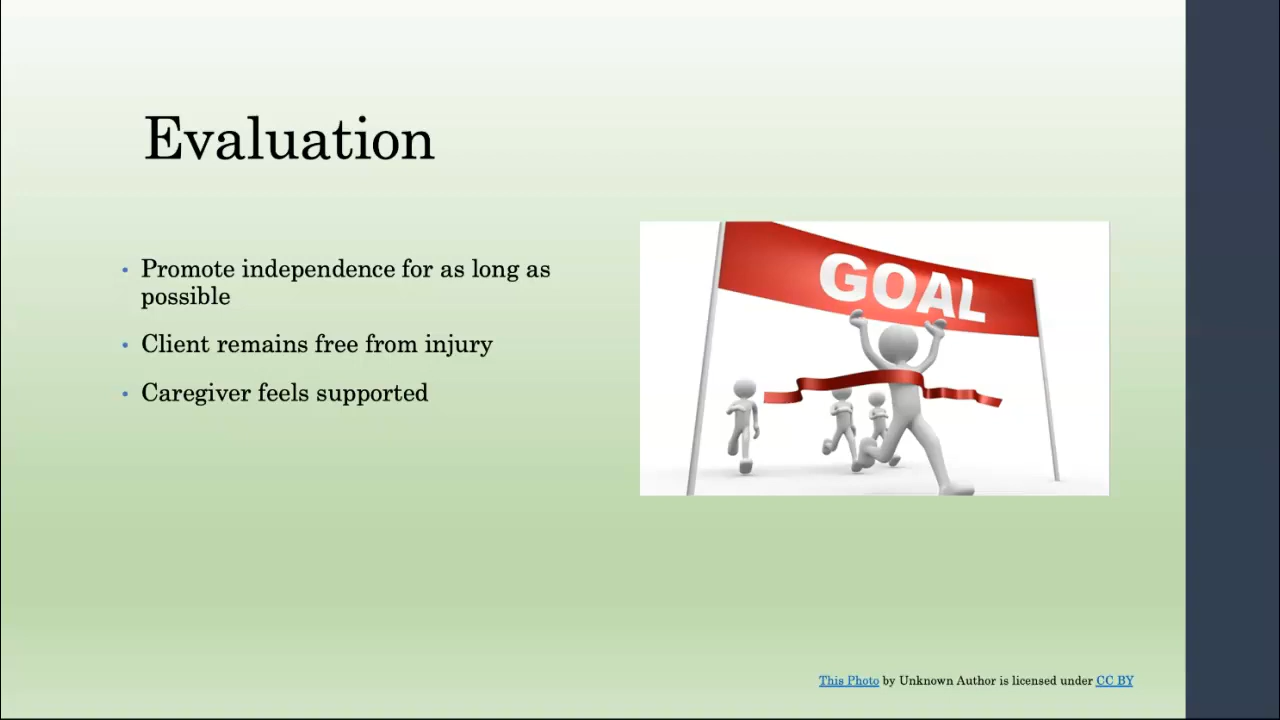 Evaluation
• Promote independence for as long as
possible
• Client remains free from injury
• Caregiver feels supported
GOAL
This Photo by Unknown Author is licensed under CC BY